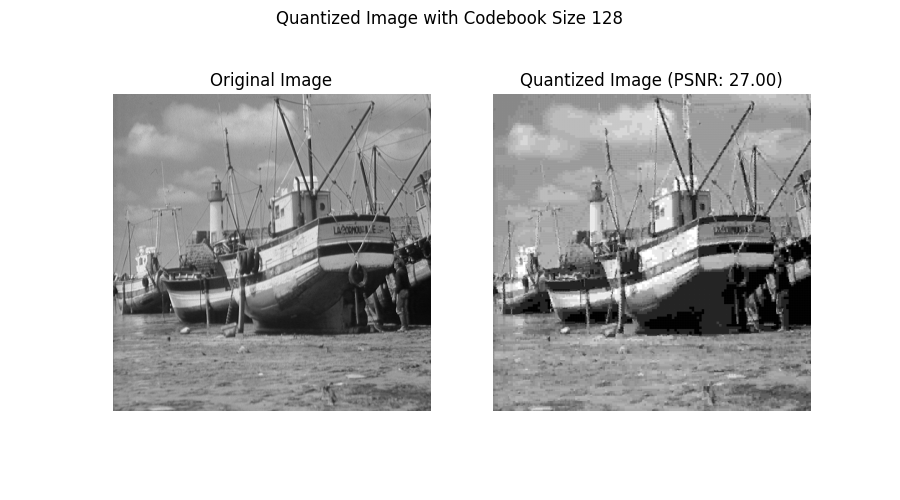 Quantized Image with Codebook Size 128
Original Image
Quantized Image (PSNR: 27.00)